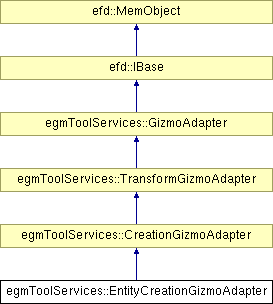 efd::MemObject
efd::IBase
egmToolServices::GizmoAdapter
egmToolServices::TransformGizmoAdapter
egmToolServices::CreationGizmoAdapter
egmToolServices::EntityCreationGizmoAdapter